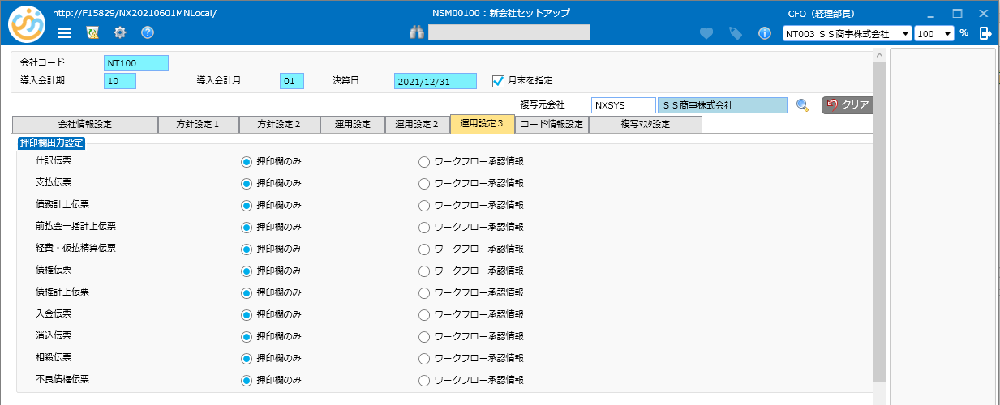 http://F15829/NX20210601MNLocal/ NSM00100：新会社セットアップ CFO（経理部長）
NT003 ＳＳ商事株式会社 100 %
会社コード NT100
導入会計期 10 導入会計月 01 決算日 2021/12/31 月末を指定
複写元会社 NXSYS ＳＳ商事株式会社 クリア
会社情報設定 方針設定１ 方針設定２ 運用設定 運用設定２ 運用設定３ コード情報設定 複写ﾏｽﾀ設定
押印欄出力設定
仕訳伝票 押印欄のみ ワークフロー承認情報
支払伝票 押印欄のみ ワークフロー承認情報
債務計上伝票 押印欄のみ ワークフロー承認情報
前払金一括計上伝票 押印欄のみ ワークフロー承認情報
経費・仮払精算伝票 押印欄のみ ワークフロー承認情報
債権伝票 押印欄のみ ワークフロー承認情報
債権計上伝票 押印欄のみ ワークフロー承認情報
入金伝票 押印欄のみ ワークフロー承認情報
消込伝票 押印欄のみ ワークフロー承認情報
相殺伝票 押印欄のみ ワークフロー承認情報
不良債権伝票 押印欄のみ ワークフロー承認情報